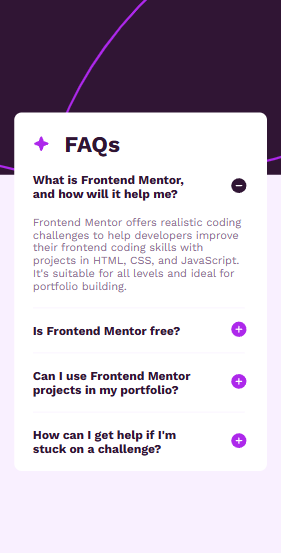 FAQs
What is Frontend Mentor,
and how will it help me?
Frontend Mentor offers realistic coding
challenges to help developers improve
their frontend coding skills with
projects in HTML, CSS, and JavaScript.
It's suitable for all levels and ideal for
portfolio building.
Is Frontend Mentor free?
Can I use Frontend Mentor
projects in my portfolio?
How can I get help if I'm
stuck on a challenge?